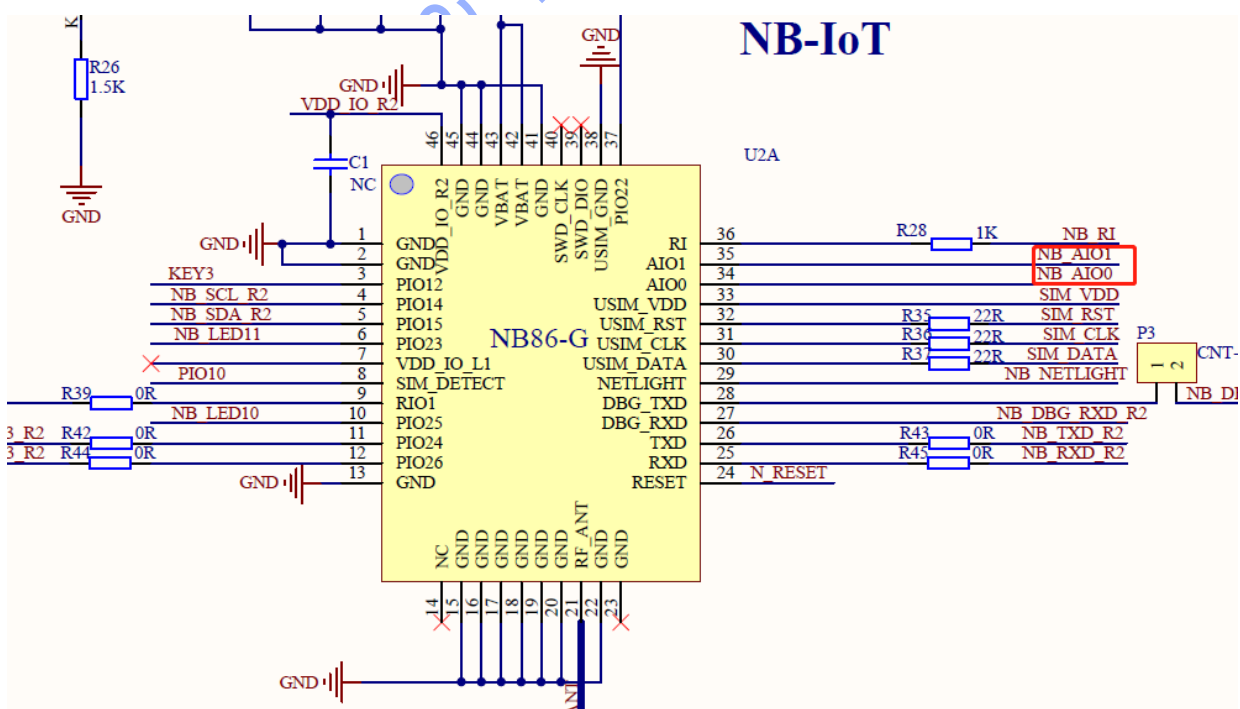 NB-IoT
K
R26
1.5K
GND
GND
VDD_IO_R2
C1
NC
GND
U2A
46
45
44
43
42
41
40
39
38
37
VDD_IO_R2
GND
GND
VBAT
VBAT
GND
SWD_CLK
SWD_DIO
USIM_GND
PIO22
NB86-G
GND
1 GND
2 GND
KEY3 3 PIO12
NB_SCL_R2 4 PIO14
NB_SDA_R2 5 PIO15
NB_LED11 6 PIO23
7 VDD_IO_L1
PIO10 8 SIM_DETECT
R39 0R 9 RIO1
NB_LED10 10 PIO25
3_R2 R42 0R 11 PIO24
3_R2 R44 0R 12 PIO26
GND 13 GND
RI 36 R28 1K NB_RI
AIO1 35 NB_AIO1
AIO0 34 NB_AIO0
USIM_VDD 33 SIM_VDD
USIM_RST 32 R35 22R SIM_RST
USIM_CLK 31 R36 22R SIM_CLK
USIM_DATA 30 R37 22R SIM_DATA
NETLIGHT 29 NB_NETLIGHT
DBG_TXD 28
DBG_RXD 27 NB_DBG_RXD_R2
TXD 26 R43 0R NB_TXD_R2
RXD 25 R45 0R NB_RXD_R2
RESET 24 N_RESET
P3
1 2
CNT-
NC
GND
GND
GND
GND
GND
GND
RF_ANT
GND
GND
14
15
16
17
18
19
20
21
22
23
GND